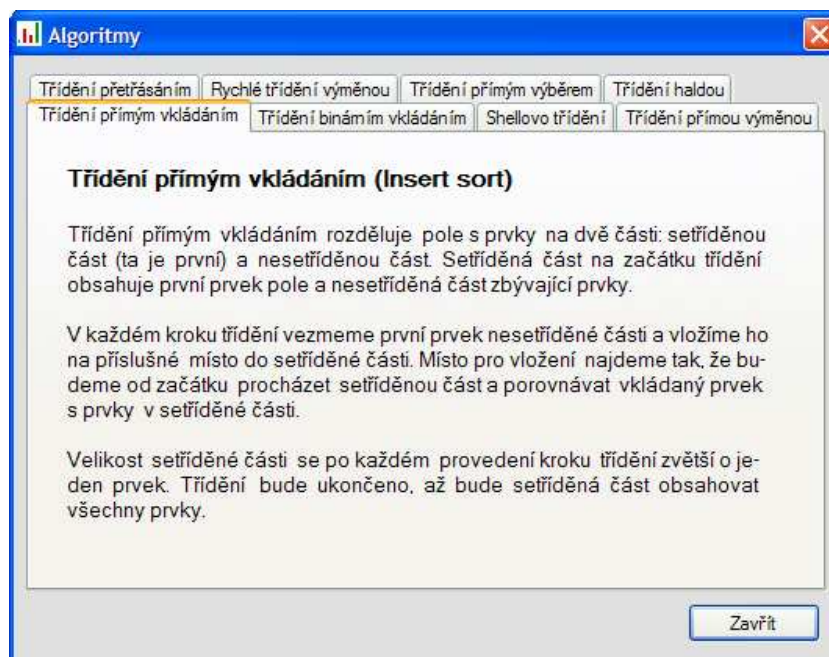 Algoritmy
Třídění přetřásáním Rychlé třídění výměnou Třídění přímým výběrem Třídění haldou
Třídění přímým vkládáním Třídění binárním vkládáním Shellovo třídění Třídění přímou výměnou
Třídění přímým vkládáním (Insert sort)
Třídění přímým vkládáním rozděluje pole s prvky na dvě části: setříděnou
část (ta je první) a nesetříděnou část. Setříděná část na začátku třídění
obsahuje první prvek pole a nesetříděná část zbývající prvky.
V každém kroku třídění vezmeme první prvek nesetříděné části a vložíme ho
na příslušné místo do setříděné části. Místo pro vložení najdeme tak, že bu-
deme od začátku procházet setříděnou část a porovnávat vkládaný prvek
s prvky v setříděné části.
Velikost setříděné části se po každém provedení kroku třídění zvětší o je-
den prvek. Třídění bude ukončeno, až bude setříděná část obsahovat
všechny prvky.
Zavřít